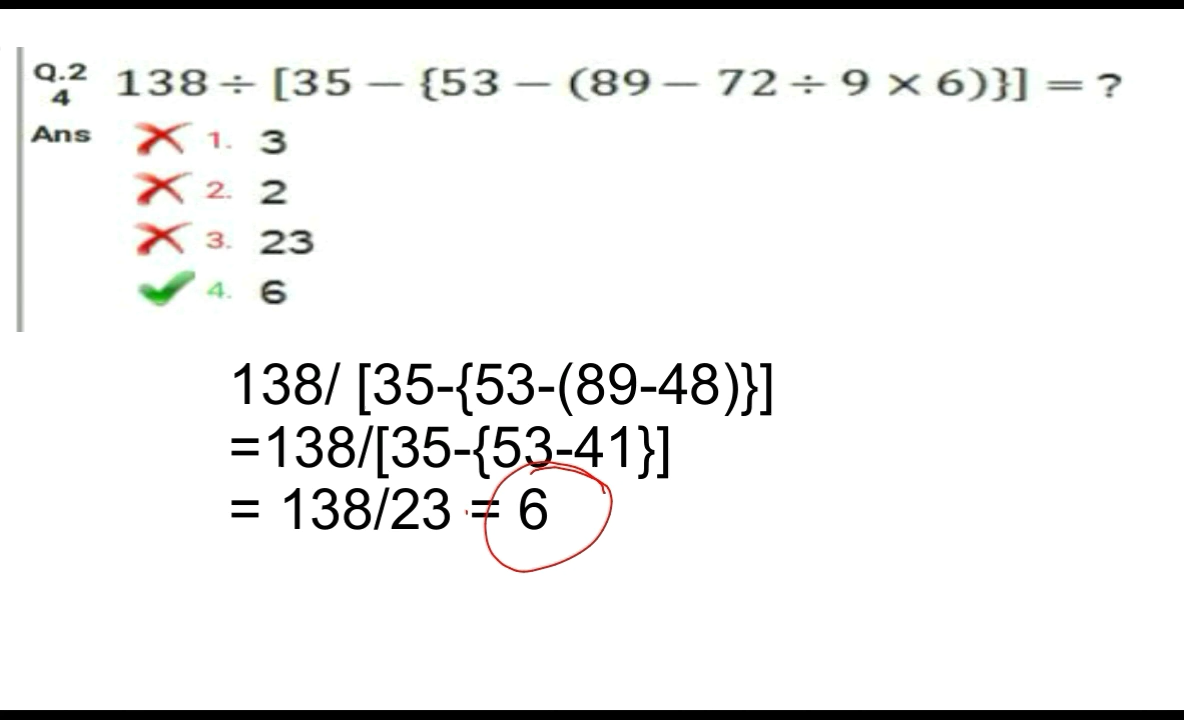 Q.24 138 ÷ [35 – {53 – (89 – 72 ÷ 9 × 6)}] = ?
Ans 1. 3
2. 2
3. 23
4. 6
138/ [35-{53-(89-48)}]
=138/[35-{53-41}]
= 138/23 = 6